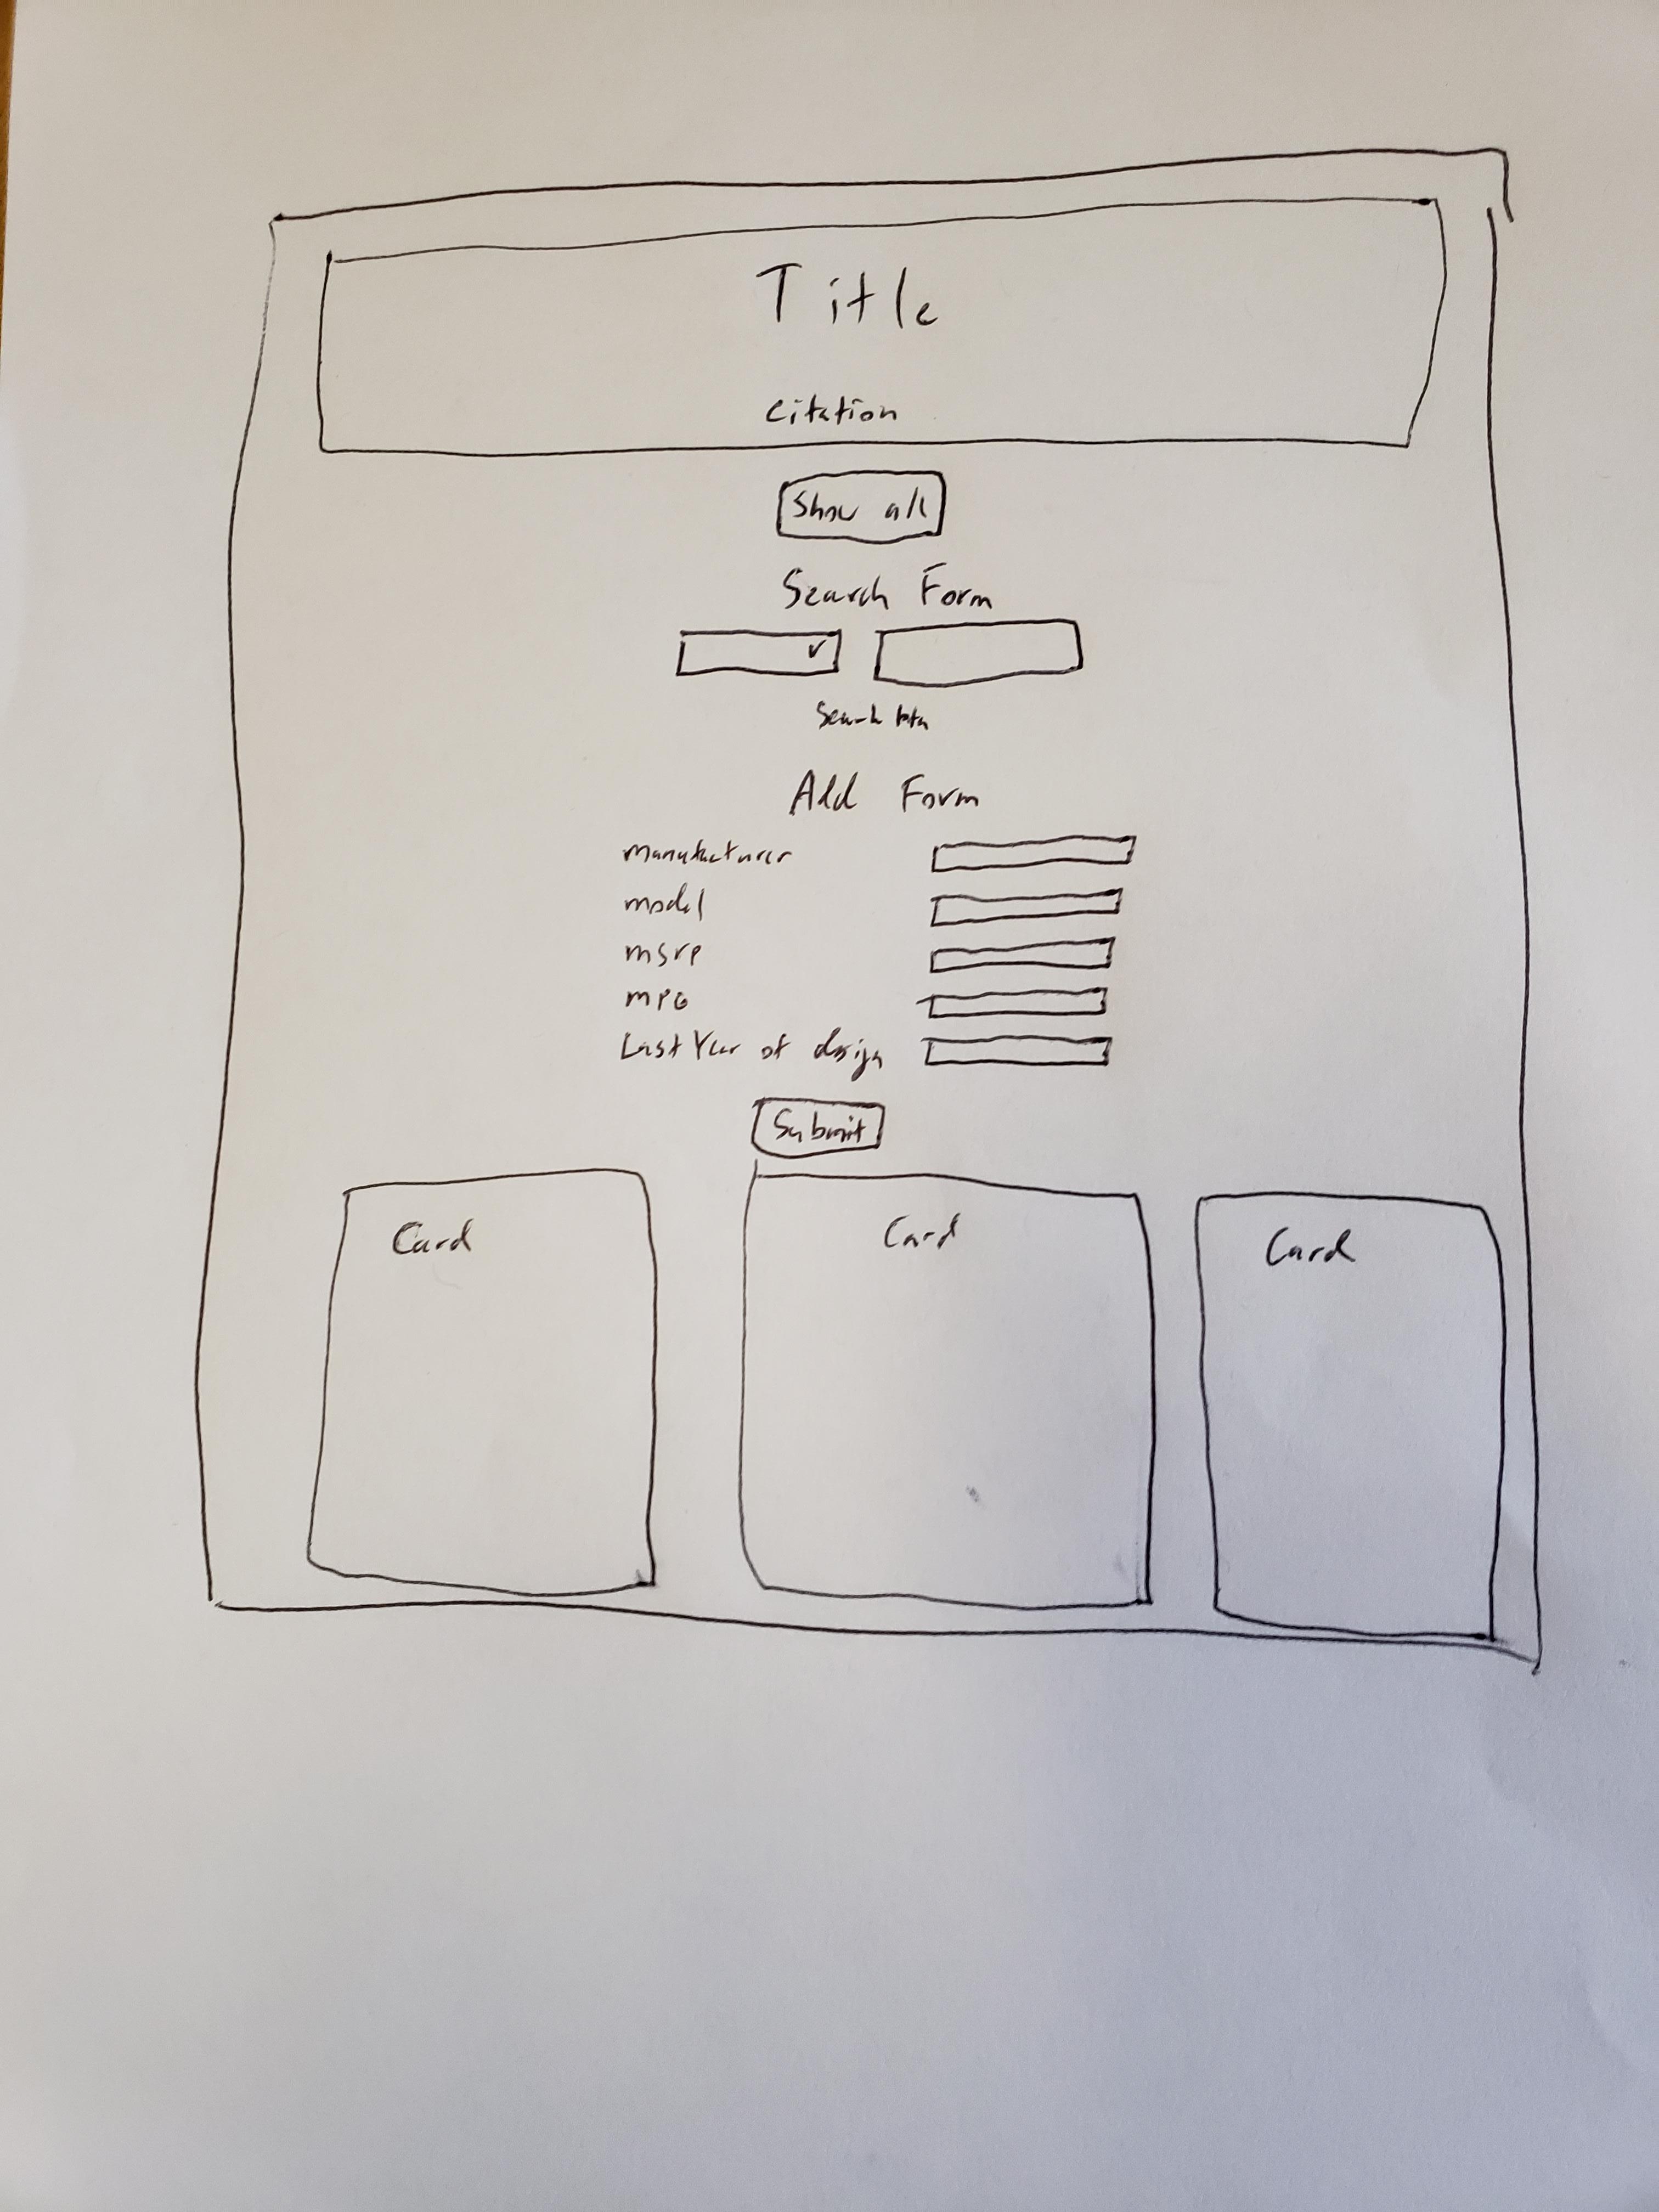 Title
Citation
Show all
Search Form
Search btn
Add Form
manufacturer
model
msrp
MPG
Last Year of design
Submit
Card Card Card